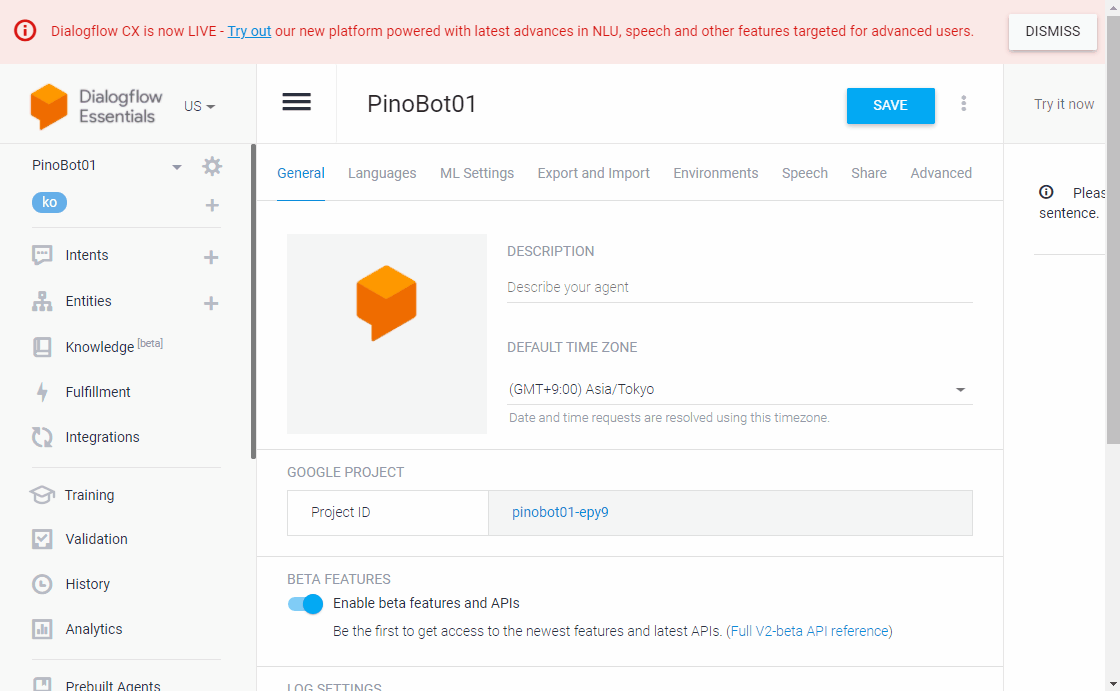 Dialogflow CX is now LIVE - Try out our new platform powered with latest advances in NLU, speech and other features targeted for advanced users.
DISMISS
Dialogflow
Essentials
US
PinoBot01
SAVE
Try it now
PinoBot01
ko
Intents
Entities
Knowledge [beta]
Fulfillment
Integrations
Training
Validation
History
Analytics
Prebuilt Agents
General Languages ML Settings Export and Import Environments Speech Share Advanced
DESCRIPTION
Describe your agent
DEFAULT TIME ZONE
(GMT+9:00) Asia/Tokyo
Date and time requests are resolved using this timezone.
GOOGLE PROJECT
Project ID pinobot01-epy9
BETA FEATURES
Enable beta features and APIs
Be the first to get access to the newest features and latest APIs. (Full V2-beta API reference)
LOG SETTINGS
Pleas
sentence.